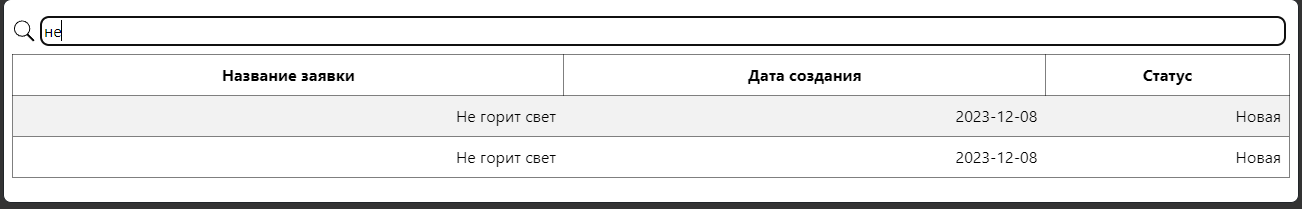 не
Название заявки Дата создания Статус
Не горит свет 2023-12-08 Новая
Не горит свет 2023-12-08 Новая